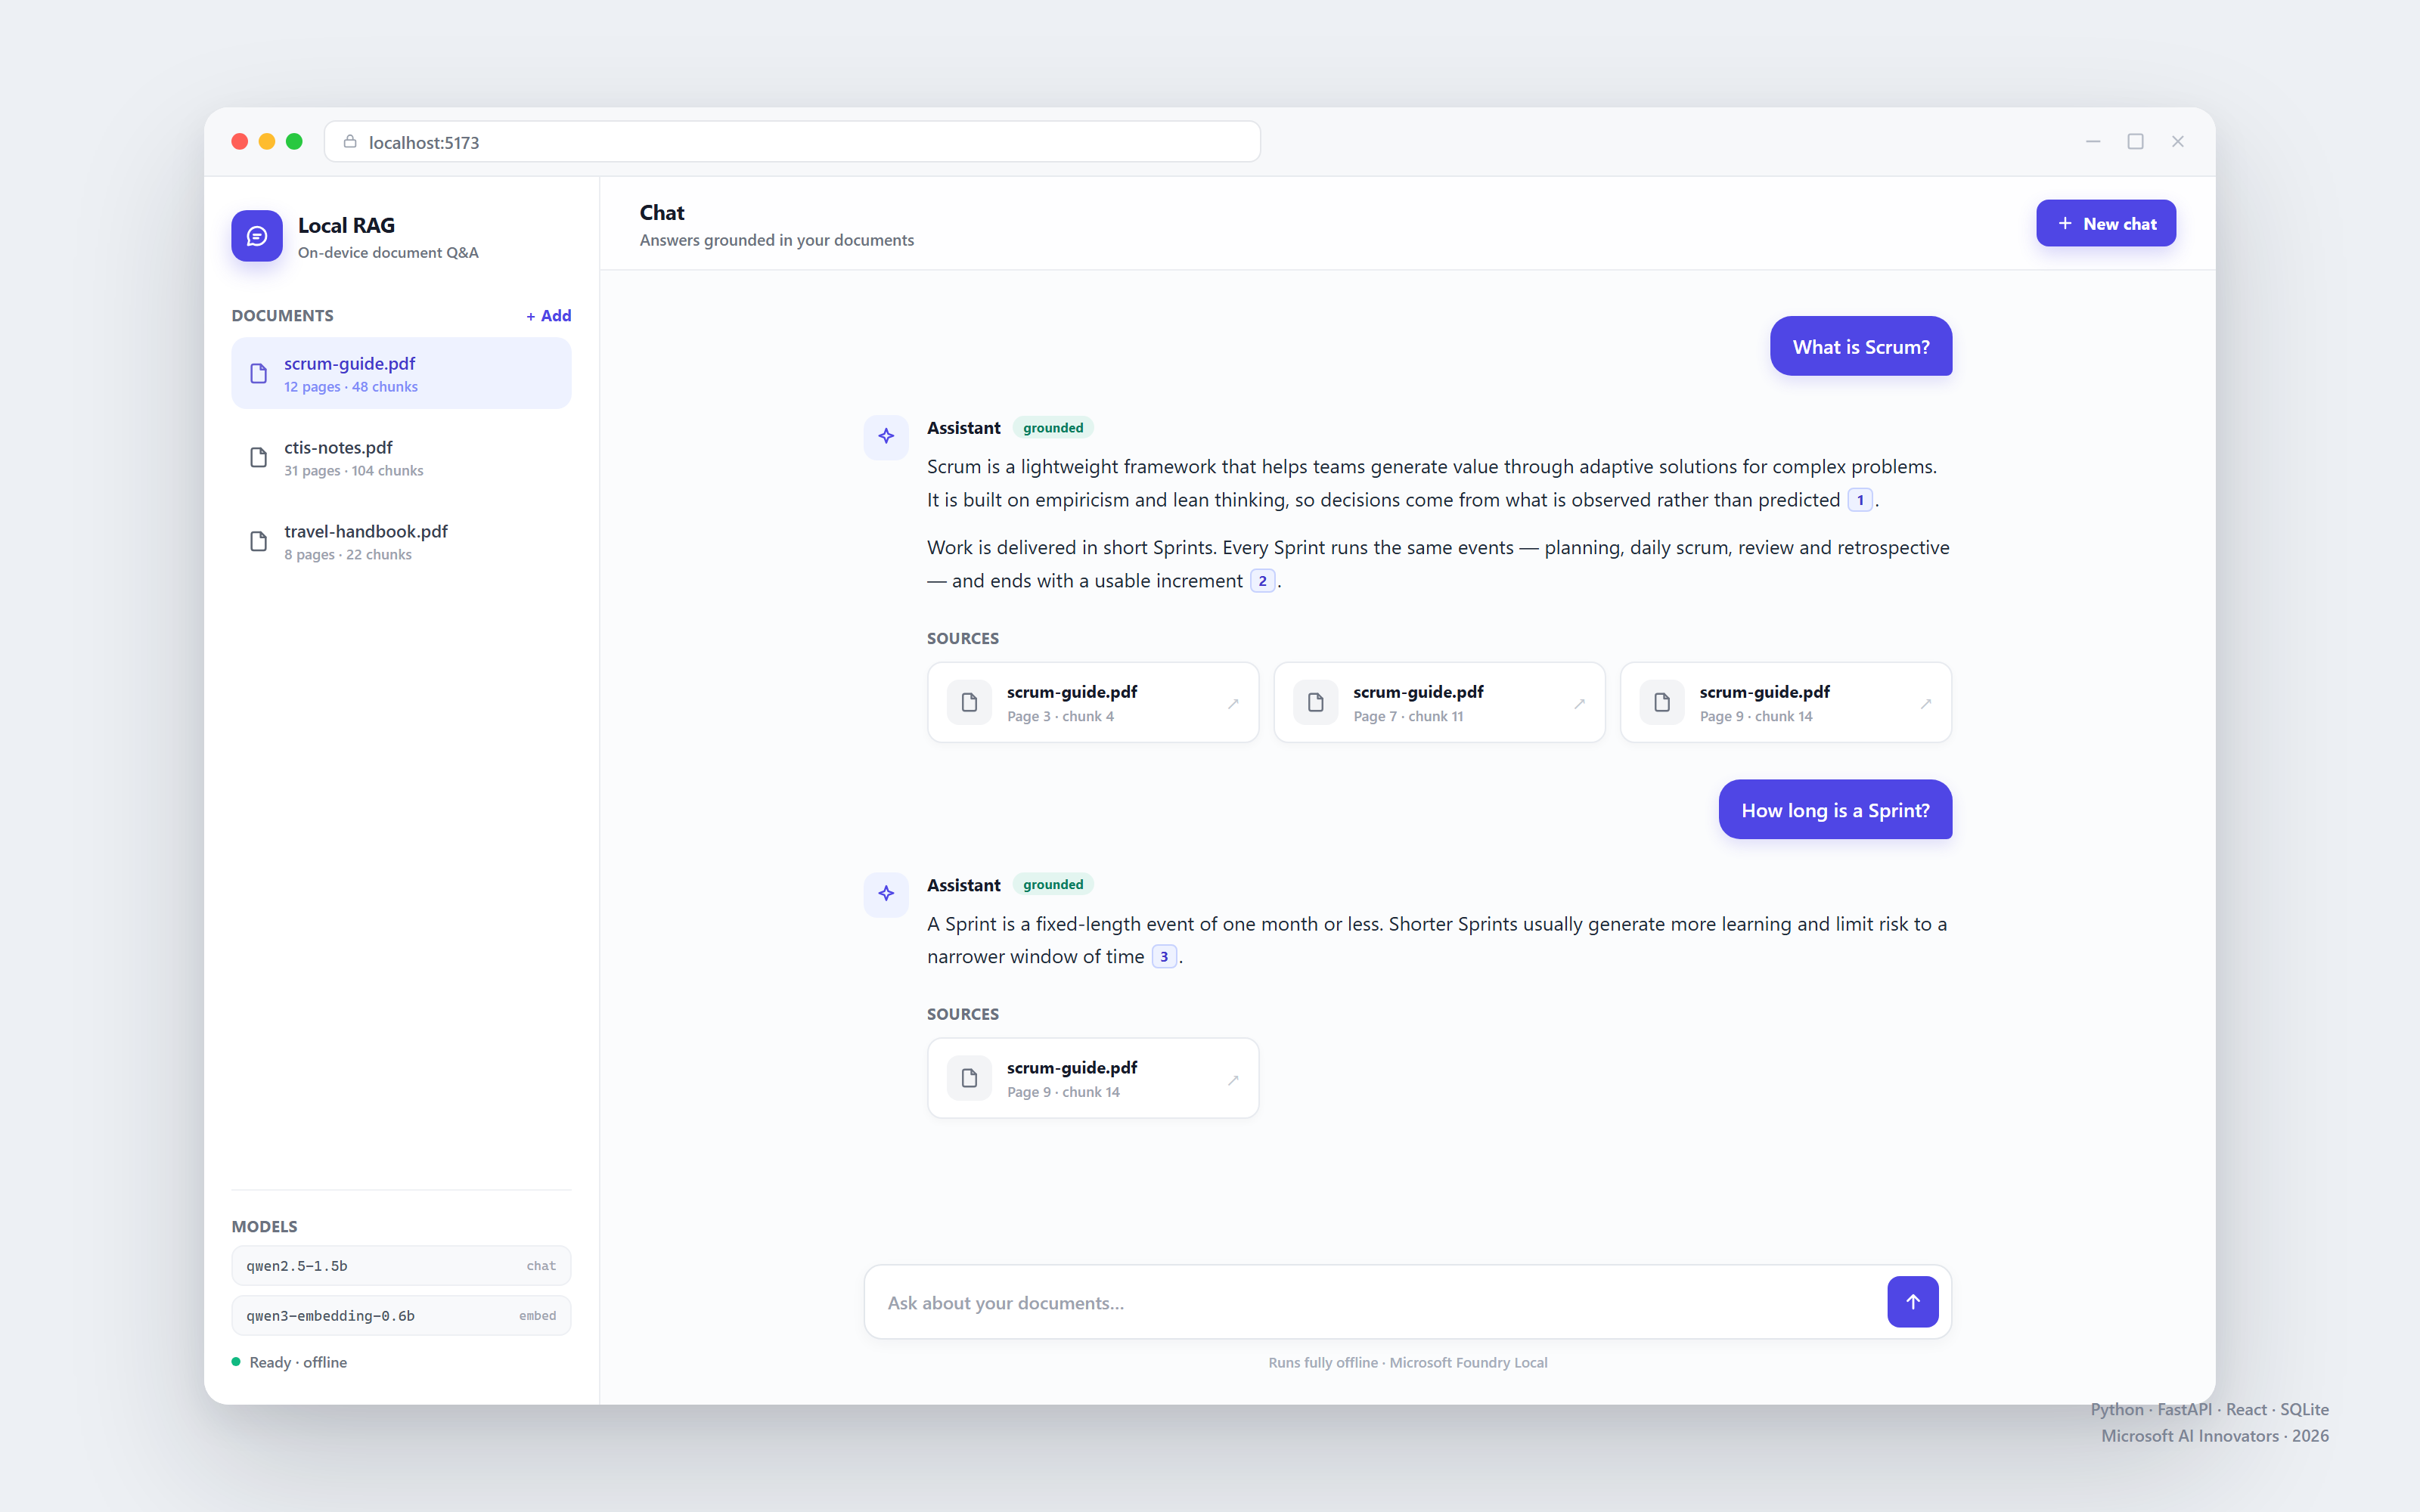 localhost:5173
Local RAG
On-device document Q&A
DOCUMENTS
+ Add
scrum-guide.pdf
12 pages · 48 chunks
ctis-notes.pdf
31 pages · 104 chunks
travel-handbook.pdf
8 pages · 22 chunks
MODELS
qwen2.5-1.5b chat
qwen3-embedding-0.6b embed
Ready · offline
Chat
Answers grounded in your documents
+ New chat
What is Scrum?
Assistant grounded
Scrum is a lightweight framework that helps teams generate value through adaptive solutions for complex problems.
It is built on empiricism and lean thinking, so decisions come from what is observed rather than predicted 1.
Work is delivered in short Sprints. Every Sprint runs the same events — planning, daily scrum, review and retrospective
— and ends with a usable increment 2.
SOURCES
scrum-guide.pdf
Page 3 · chunk 4
↗
scrum-guide.pdf
Page 7 · chunk 11
↗
scrum-guide.pdf
Page 9 · chunk 14
↗
How long is a Sprint?
Assistant grounded
A Sprint is a fixed-length event of one month or less. Shorter Sprints usually generate more learning and limit risk to a
narrower window of time 3.
SOURCES
scrum-guide.pdf
Page 9 · chunk 14
↗
Ask about your documents...
Runs fully offline · Microsoft Foundry Local
Python · FastAPI · React · SQLite
Microsoft AI Innovators · 2026